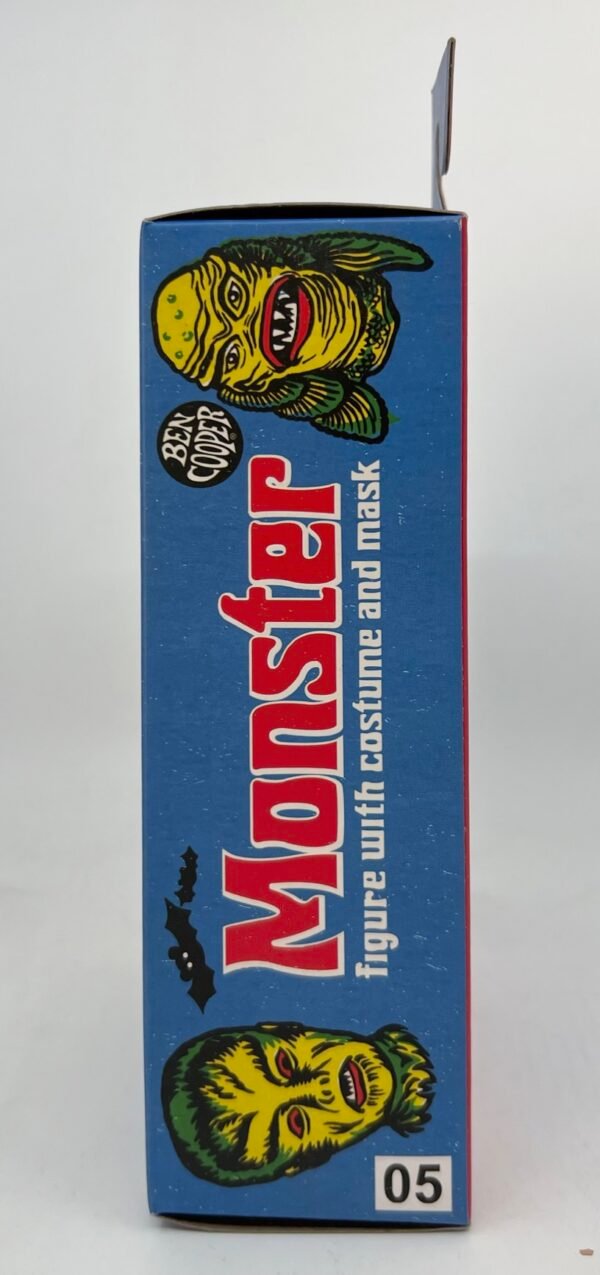 BEN
COOPER®
Monster
figure with costume and mask
05